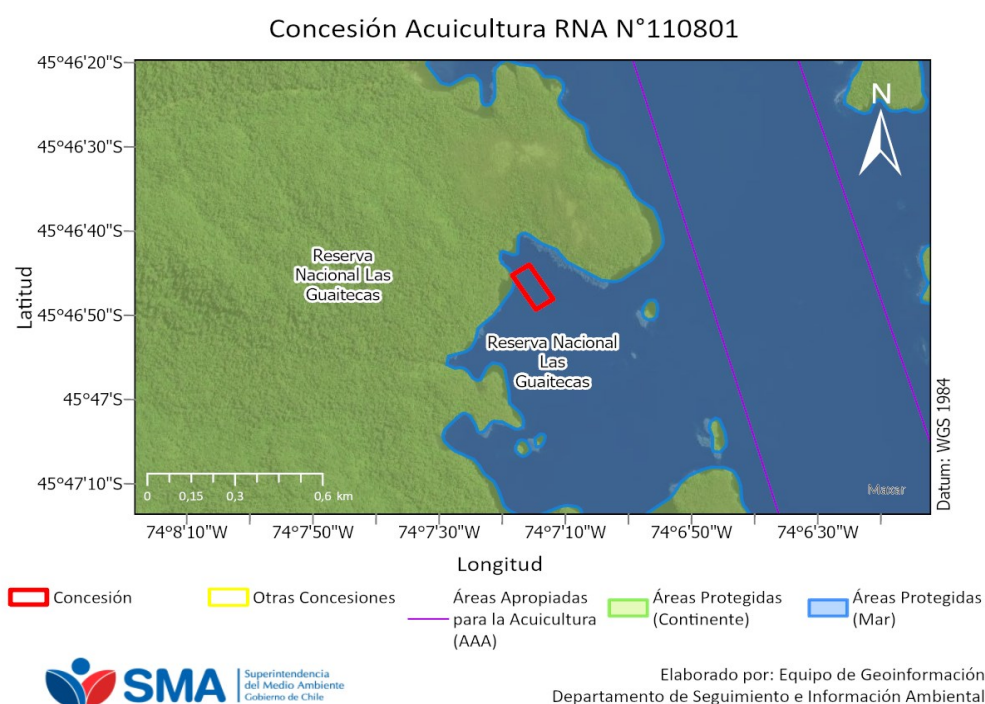 Concesión Acuicultura RNA N°110801
45°46'20"S
45°46'30"S
45°46'40"S
45°46'50"S
45°47'S
45°47'10"S
Latitud
N
Reserva
Nacional Las
Guaitecas
Reserva Nacional
Las
Guaitecas
0 0,15 0,3 0,6 km
Maxar
Datum: WGS 1984
74°8'10"W 74°7'50"W 74°7'30"W 74°7'10"W 74°6'50"W 74°6'30"W
Longitud
Concesión
Otras Concesiones
Áreas Apropiadas
para la Acuicultura
(AAA)
Áreas Protegidas
(Continente)
Áreas Protegidas
(Mar)
SMA
Superintendencia
del Medio Ambiente
Gobierno de Chile
Elaborado por: Equipo de Geoinformación
Departamento de Seguimiento e Información Ambiental